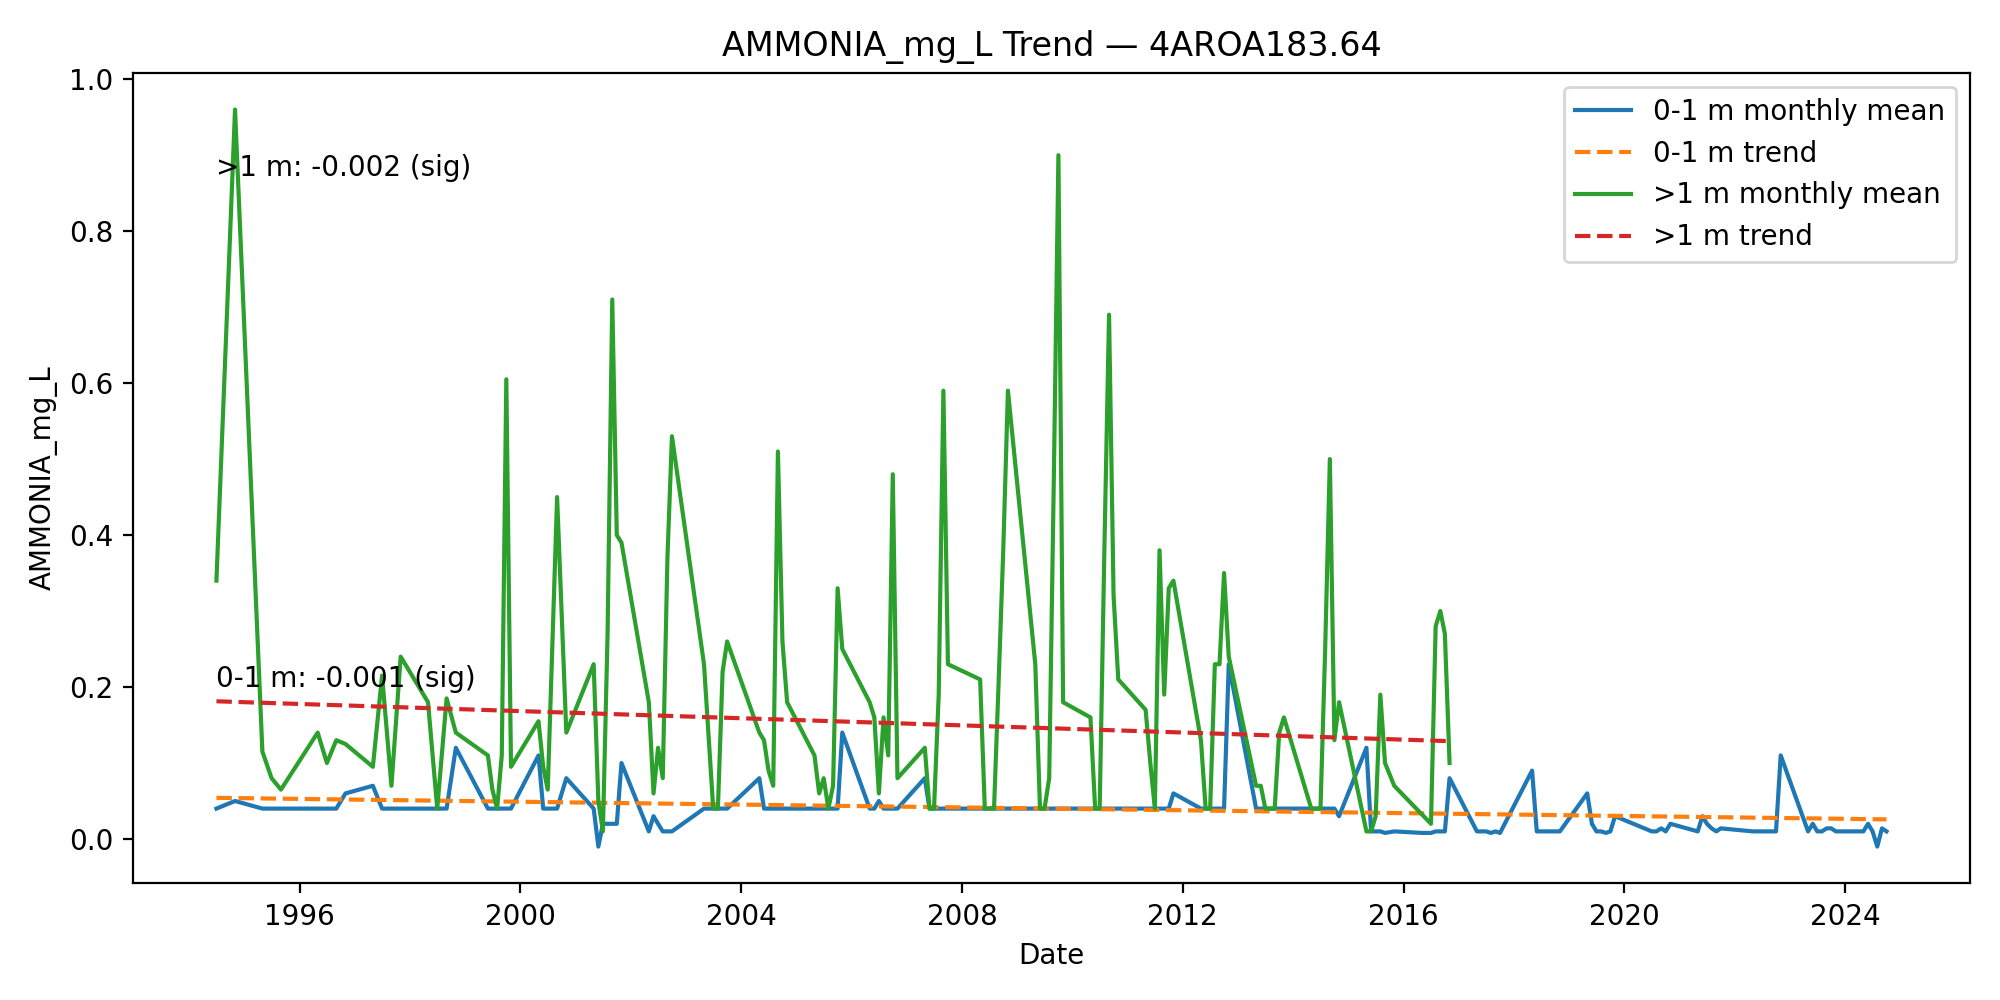 AMMONIA_mg_L Trend — 4AROA183.64
AMMONIA_mg_L
1.0
0.8
0.6
0.4
0.2
0.0
>1 m: -0.002 (sig)
0-1 m: -0.001 (sig)
0-1 m monthly mean
0-1 m trend
>1 m monthly mean
>1 m trend
1996
2000
2004
2008
2012
2016
2020
2024
Date